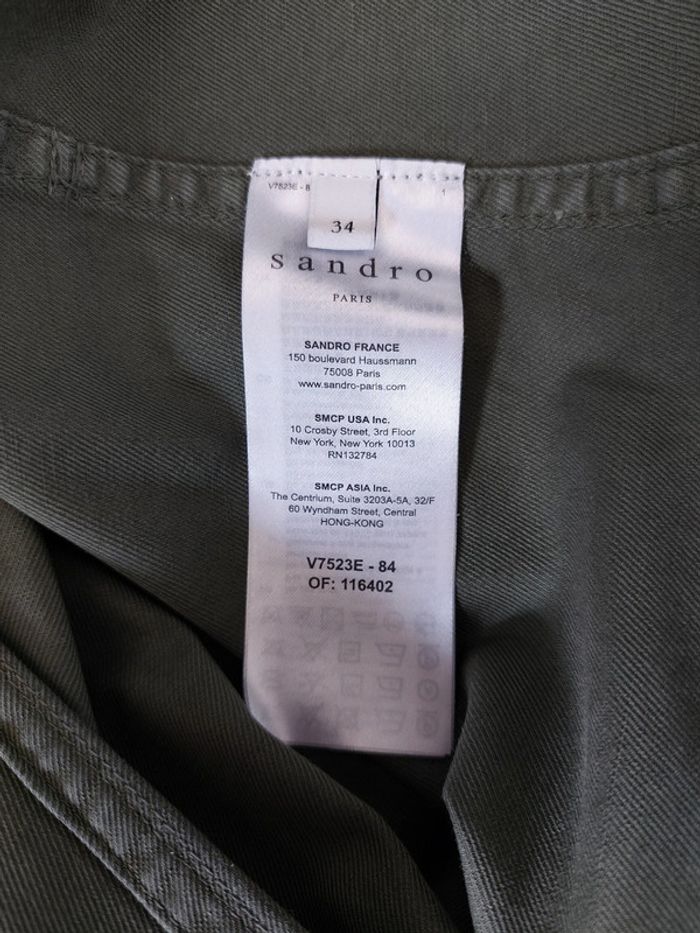 V7523E - 8
1
34
sandro
PARIS
SANDRO FRANCE
150 boulevard Haussmann
75008 Paris
www.sandro-paris.com
SMCP USA Inc.
10 Crosby Street, 3rd Floor
New York, New York 10013
RN132784
SMCP ASIA Inc.
The Centrium, Suite 3203A-5A, 32/F
60 Wyndham Street, Central
HONG-KONG
V7523E - 84
OF: 116402